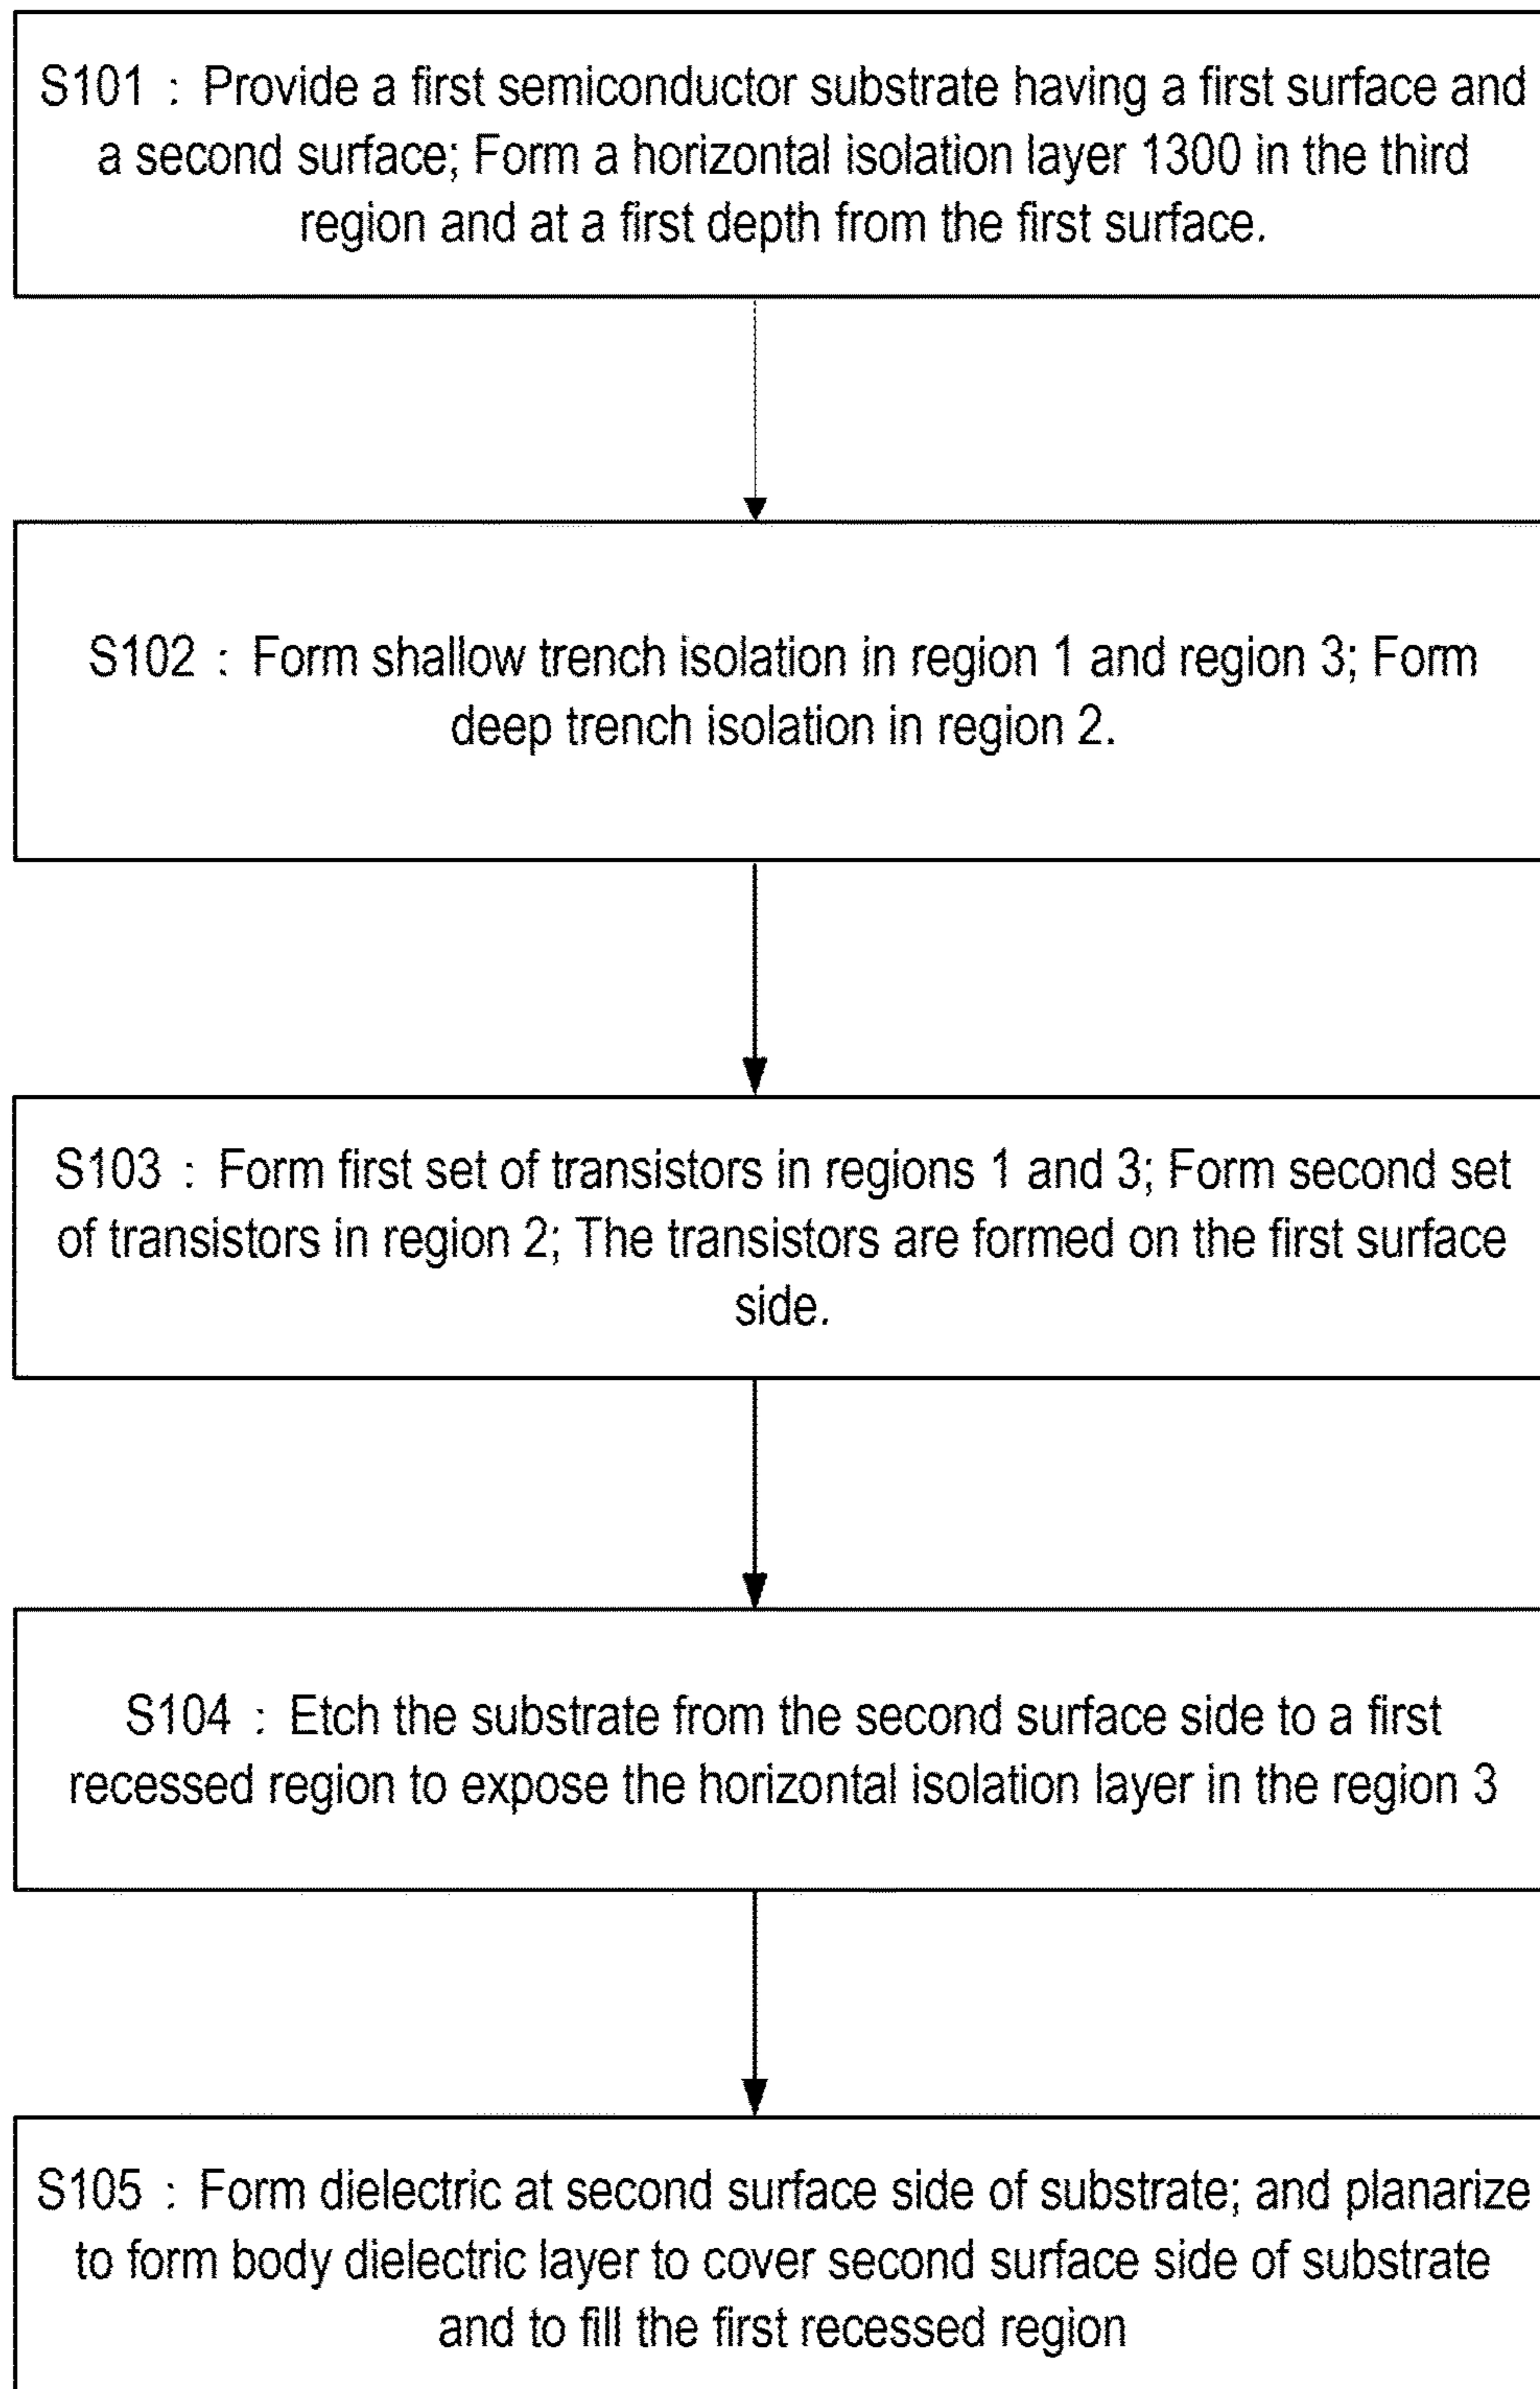 S101 : Provide a first semiconductor substrate having a first surface and
a second surface; Form a horizontal isolation layer 1300 in the third
region and at a first depth from the first surface.
S102 : Form shallow trench isolation in region 1 and region 3; Form
deep trench isolation in region 2.
S103 : Form first set of transistors in regions 1 and 3; Form second set
of transistors in region 2; The transistors are formed on the first surface
side.
S104 : Etch the substrate from the second surface side to a first
recessed region to expose the horizontal isolation layer in the region 3
S105 : Form dielectric at second surface side of substrate; and planarize
to form body dielectric layer to cover second surface side of substrate
and to fill the first recessed region